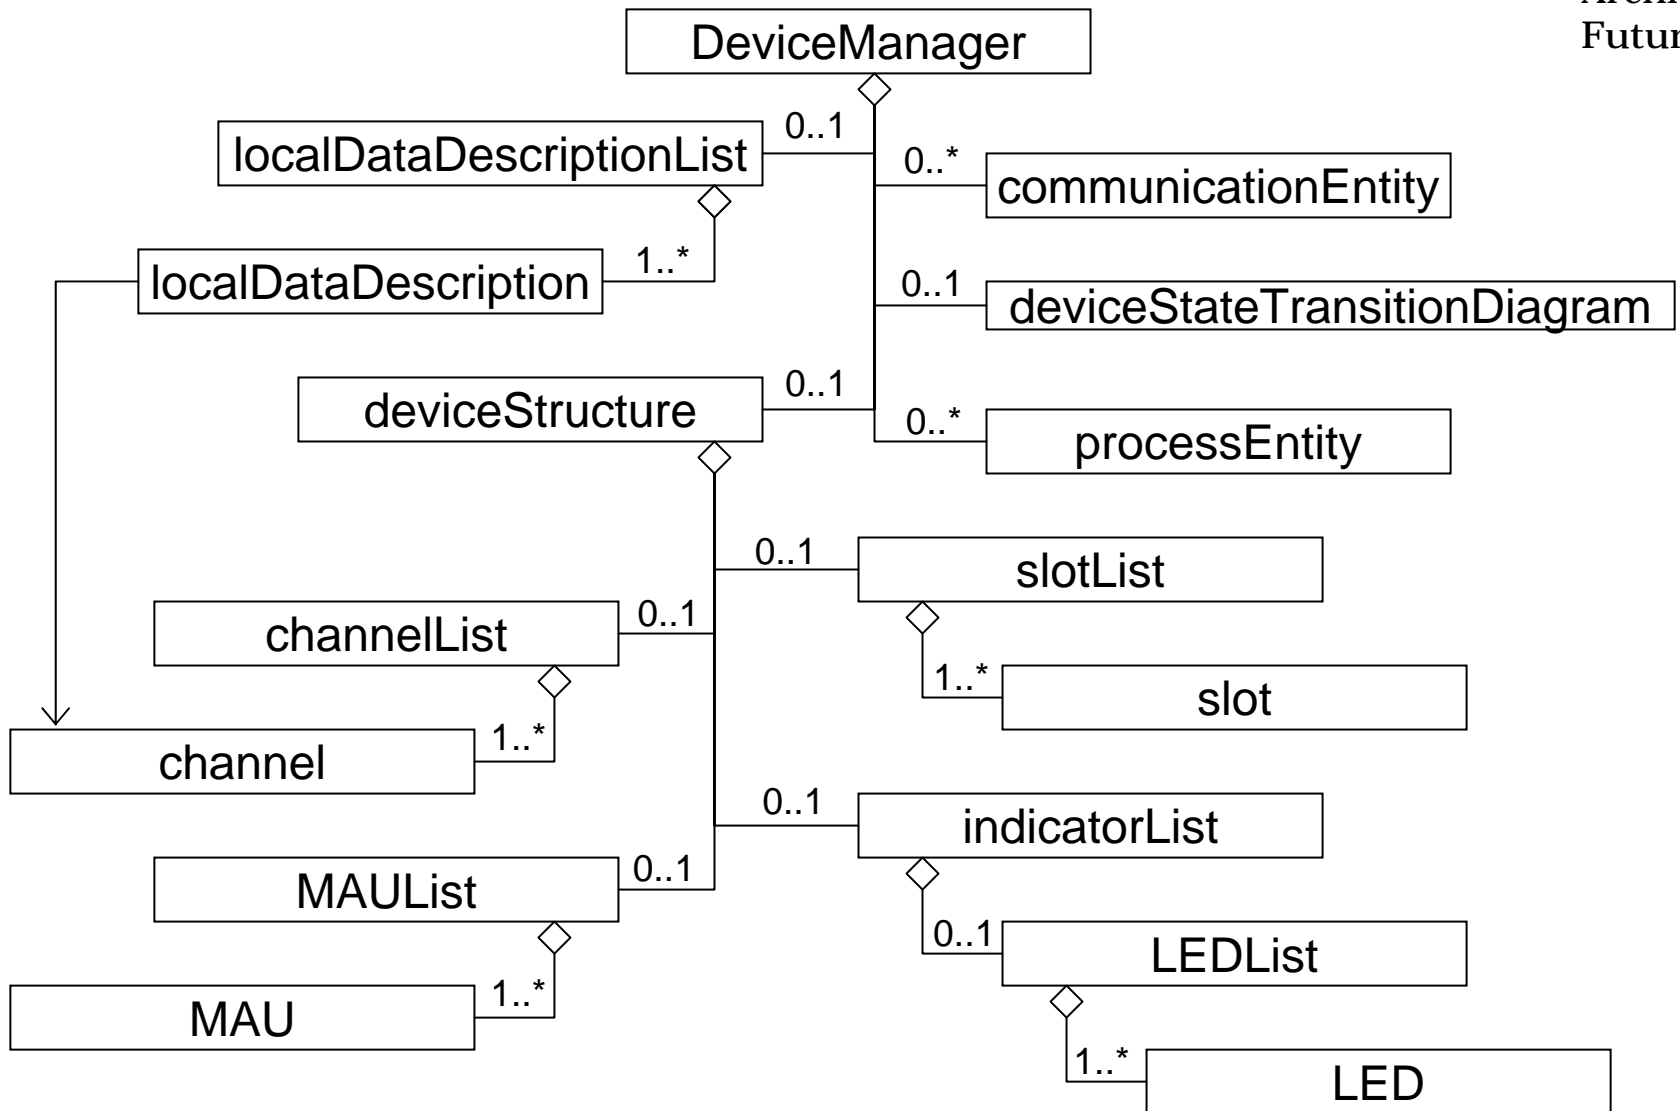 DeviceManager
Futur
0..1
localDataDescriptionList
0..*
communicationEntity
1..*
localDataDescription
0..1
deviceStateTransitionDiagram
0..1
deviceStructure
0..*
processEntity
0..1
slotList
0..1
channelList
1..*
slot
1..*
channel
0..1
indicatorList
0..1
MAUList
0..1
LEDList
1..*
MAU
1..*
LED